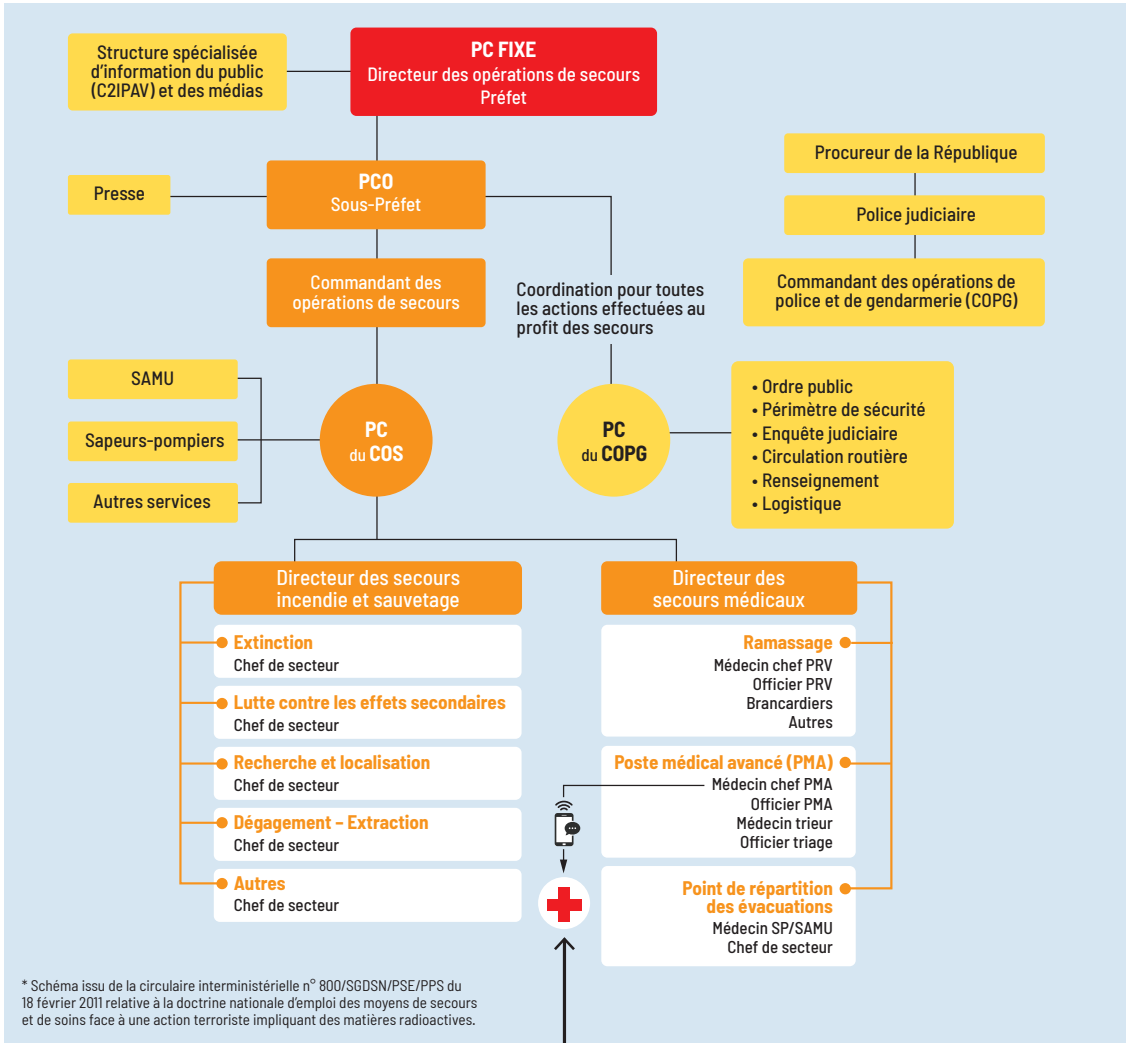 Structure spécialisée
d'information du public
(C2IPAV) et des médias
PC FIXE
Directeur des opérations de secours
Préfet
Procureur de la République
Presse
PCO
Sous-Préfet
Police judiciaire
Commandant des
opérations de secours
Coordination pour toutes
les actions effectuées au
profit des secours
Commandant des opérations de
police et de gendarmerie (COPG)
SAMU
Sapeurs-pompiers
Autres services
PC
du COS
PC
du COPG
• Ordre public
• Périmètre de sécurité
• Enquête judiciaire
• Circulation routière
• Renseignement
• Logistique
Directeur des secours
incendie et sauvetage
Extinction
Chef de secteur
Lutte contre les effets secondaires
Chef de secteur
Recherche et localisation
Chef de secteur
Dégagement – Extraction
Chef de secteur
Autres
Chef de secteur
Directeur des
secours médicaux
Ramassage
Médecin chef PRV
Officier PRV
Brancardiers
Autres
Poste médical avancé (PMA)
Médecin chef PMA
Officier PMA
Médecin trieur
Officier triage
Point de répartition
des évacuations
Médecin SP/SAMU
Chef de secteur
* Schéma issu de la circulaire interministérielle n° 800/SGDSN/PSE/PPS du
18 février 2011 relative à la doctrine nationale d'emploi des moyens de secours
et de soins face à une action terroriste impliquant des matières radioactives.